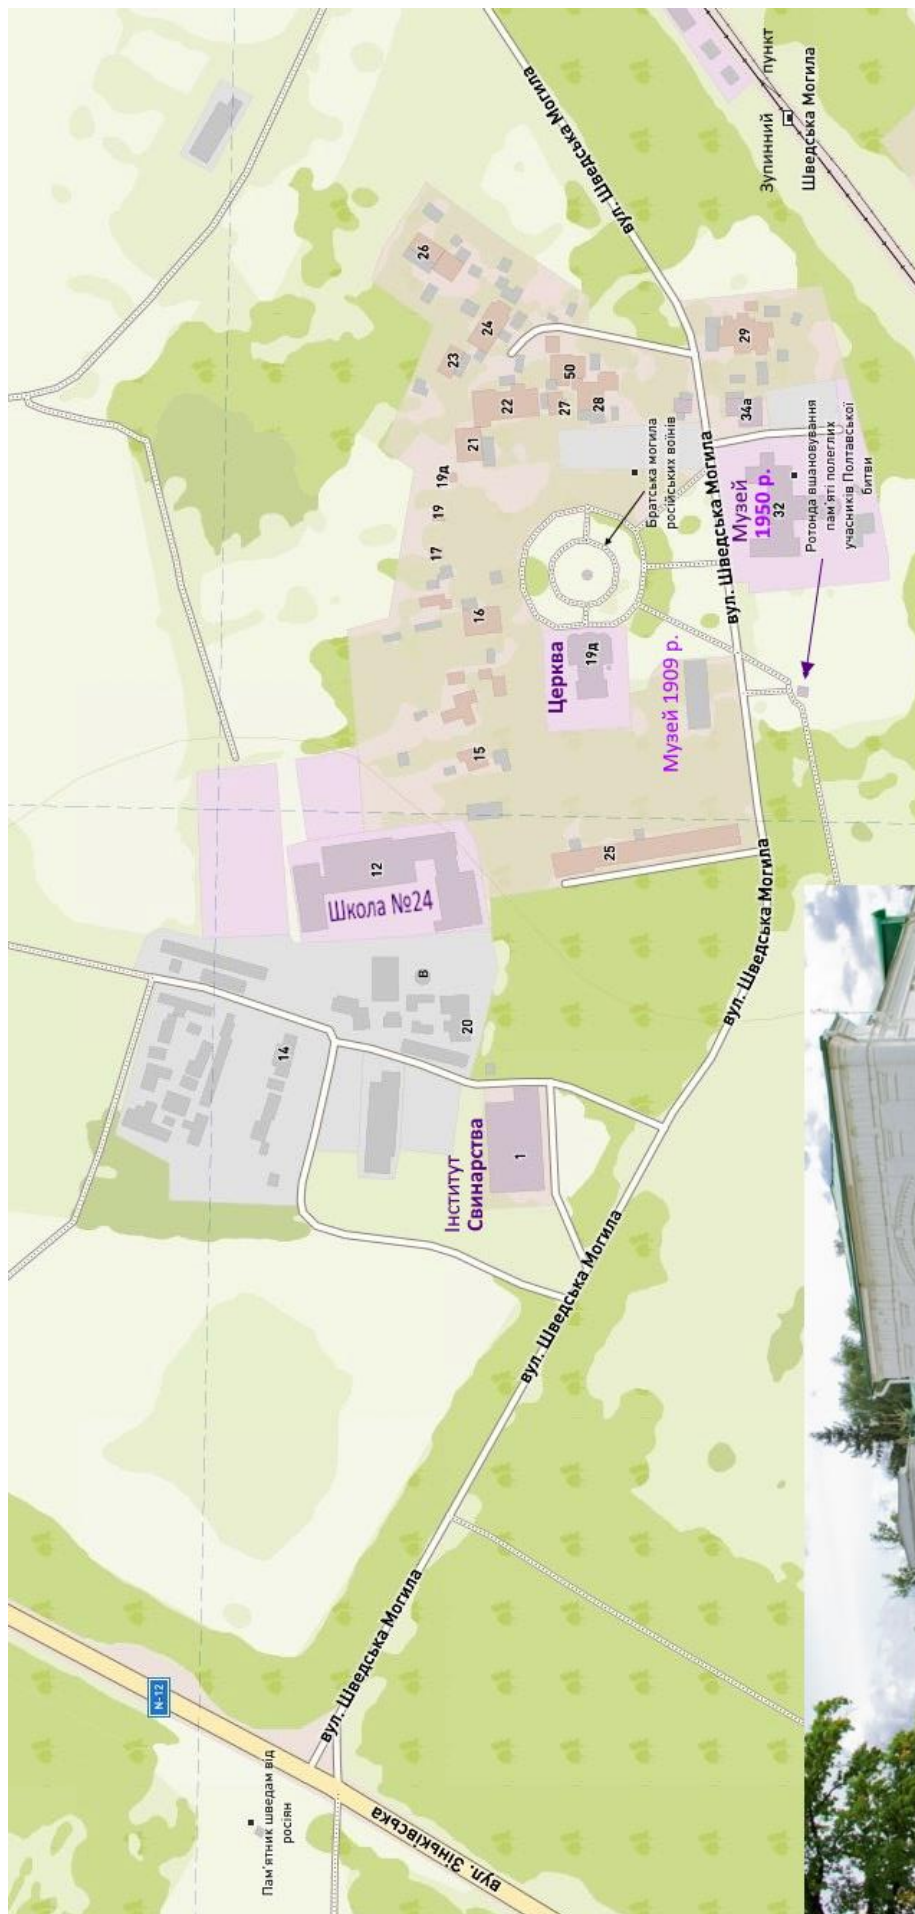 N-12
Пам'ятник шведам від
росіян
вул. Зіньківська
вул. Шведська Могила
вул. Шведська Могила
Інститут
Свинарства
1
14
20
В
вул. Шведська Могила
Школа №24
12
25
вул. Шведська Могила
15
16
17
19
19д
21
22
23
24
26
27
28
50
Церква
19д
Музей 1909 р.
Братська могила
російських воїнів
вул. Шведська Могила
Музей
1950 р.
32
34а
29
Ротонда вшановування
пам яті полеглих
учасників Полтавської
битви
вул. Шведська Могила
Зупинний пункт
Шведська Могила